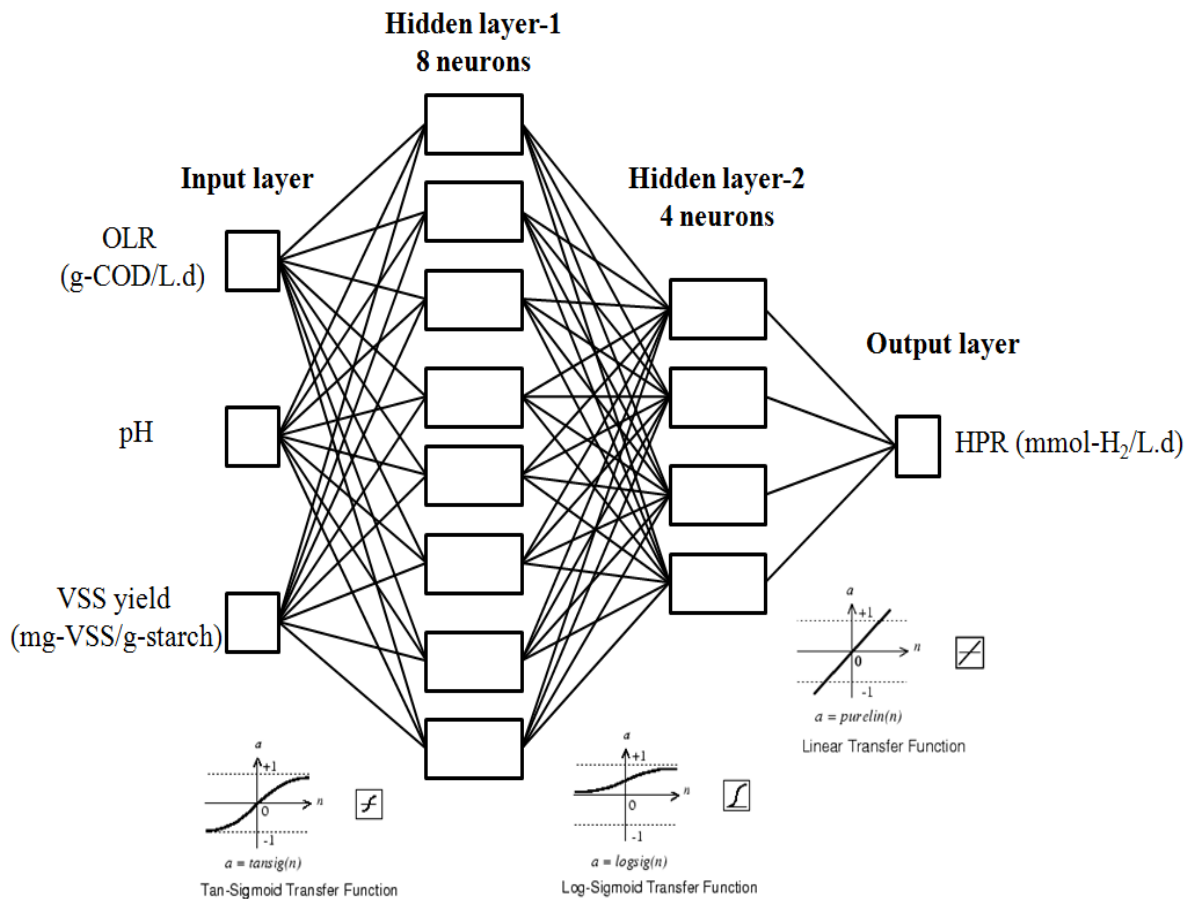 Hidden layer-1
8 neurons
Input layer
Hidden layer-2
4 neurons
OLR
(g-COD/L.d)
Output layer
pH
HPR (mmol-H₂/L.d)
VSS yield
(mg-VSS/g-starch)
a
+1
n
0
-1
a = purelin(n)
Linear Transfer Function
a
+1
n
0
-1
a = tansig(n)
Tan-Sigmoid Transfer Function
a
+1
n
0
-1
a = logsig(n)
Log-Sigmoid Transfer Function